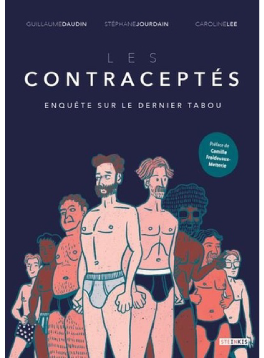 GUILLAUMEDAUDIN STÉPHANEJOURDAIN CAROLINELEE
LES
CONTRACEPTÉS
ENQUÊTE SUR LE DERNIER TABOU
Préface de
Camille
Froidevaux-
Metterie
STEINKIS